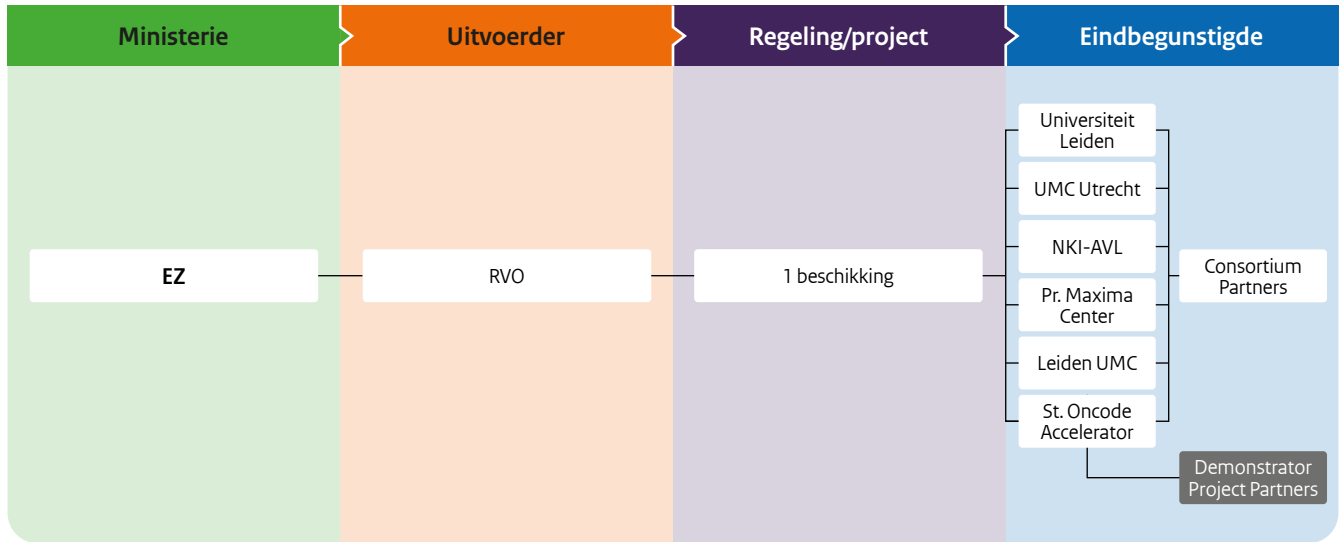 Ministerie
Uitvoerder
Regeling/project
Eindbegunstigde
EZ
RVO
1 beschikking
Universiteit
Leiden
UMC Utrecht
NKI-AVL
Pr. Maxima
Center
Leiden UMC
St. Oncode
Accelerator
Consortium
Partners
Demonstrator
Project Partners